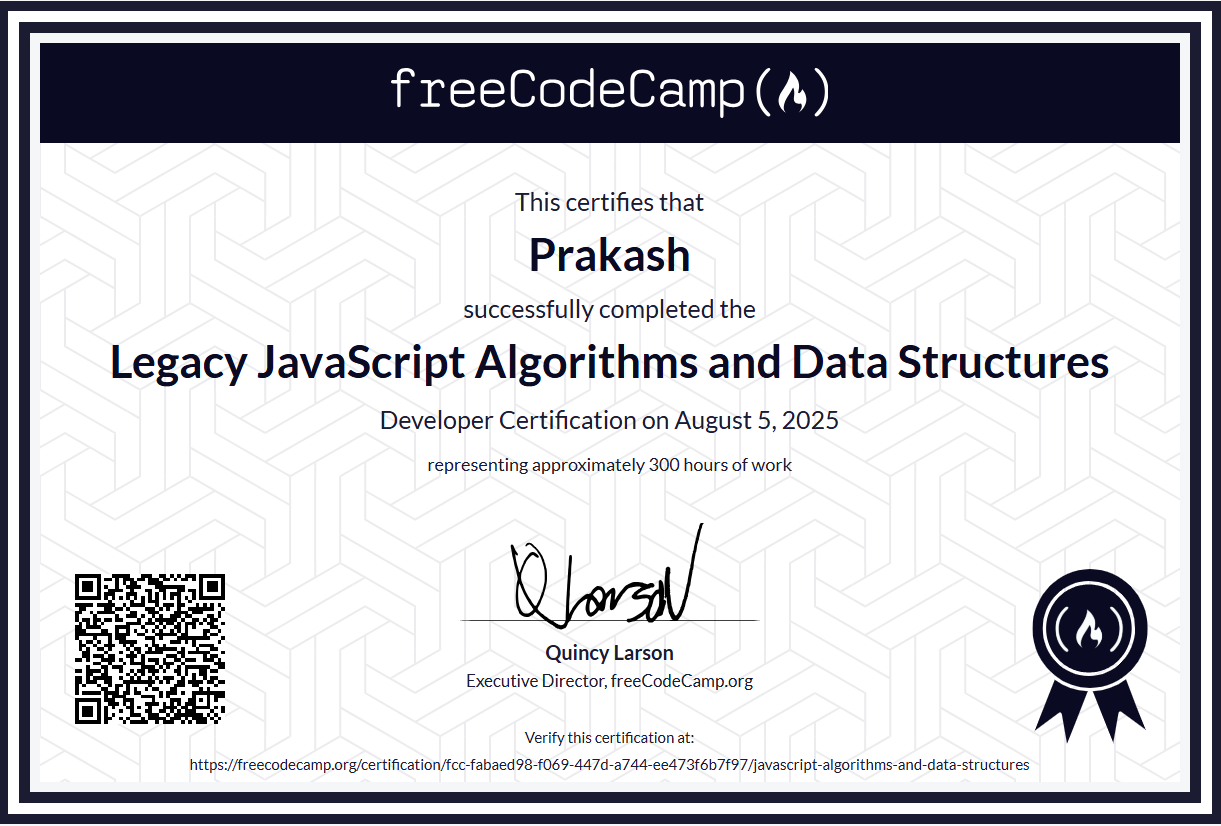 freeCodeCamp
This certifies that
Prakash
successfully completed the
Legacy JavaScript Algorithms and Data Structures
Developer Certification on August 5, 2025
representing approximately 300 hours of work
Q Larson
Quincy Larson
Executive Director, freeCodeCamp.org
Verify this certification at:
https://freecodecamp.org/certification/fcc-fabaed98-f069-447d-a744-ee473f6b7f97/javascript-algorithms-and-data-structures